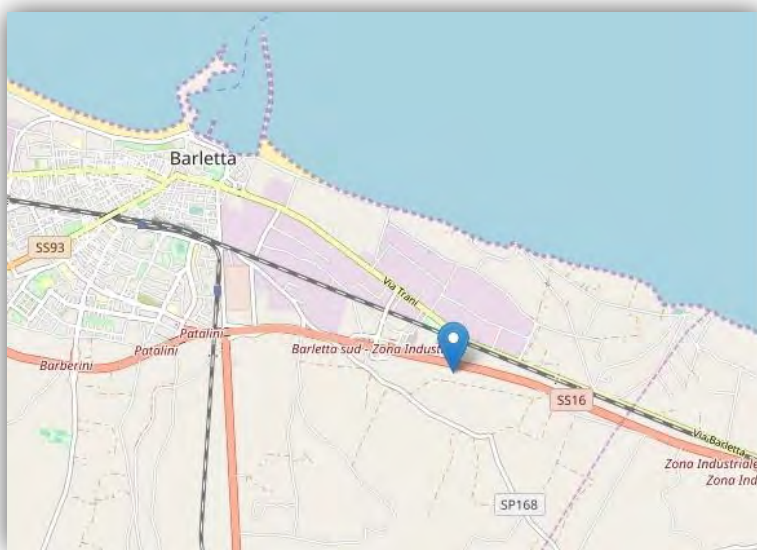 Barletta
SS93
Via Trani
Patalini
Patalini
Barberini
Barletta sud - Zona Indust
SS16
Via Barletta
Zona Industriale
Zona Ind
SP168